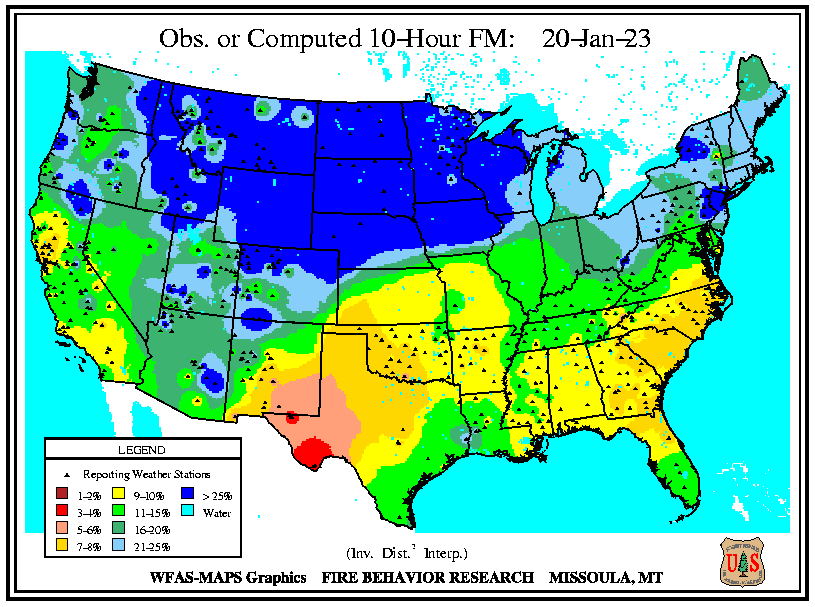 Obs. or Computed 10-Hour FM: 20-Jan-23
LEGEND
Reporting Weather Stations
1-2%
3-4%
5-6%
7-8%
9-10%
11-15%
16-20%
21-25%
> 25%
Water
(Inv. Dist.² Interp.)
WFAS-MAPS Graphics FIRE BEHAVIOR RESEARCH MISSOULA, MT
U S